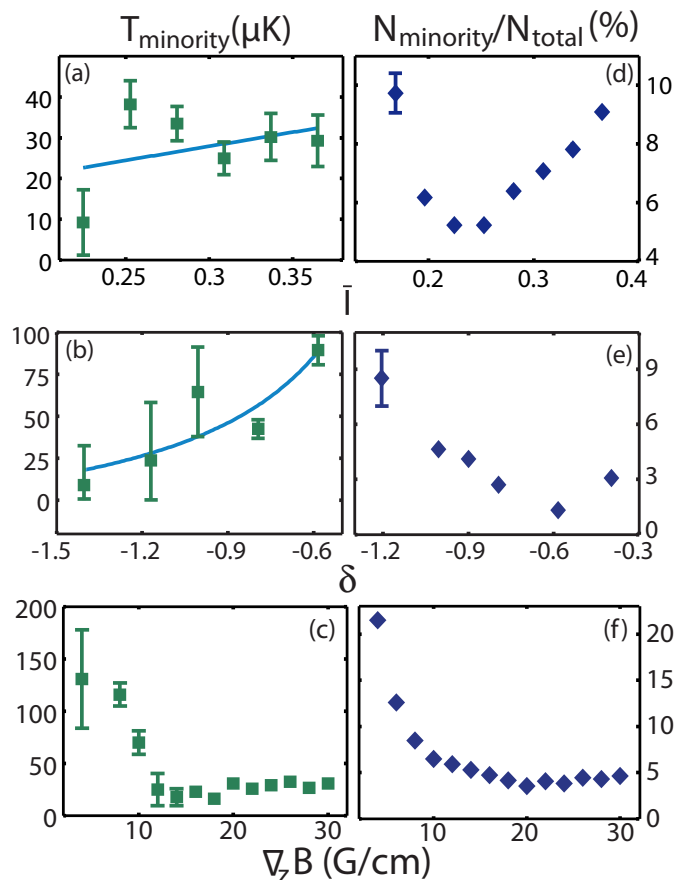 T_minority(μK) N_minority/N_total(%)
(a) (d)
40
30
20
10
0
10
8
6
4
0.25 0.3 0.35 0.2 0.3 0.4
Ī
(b) (e)
100
75
50
25
0
9
6
3
0
-1.5 -1.2 -0.9 -0.6 -1.2 -0.9 -0.6 -0.3
δ
(c) (f)
200
150
100
50
0
20
15
10
5
0
10 20 30 10 20 30
∇_z B (G/cm)